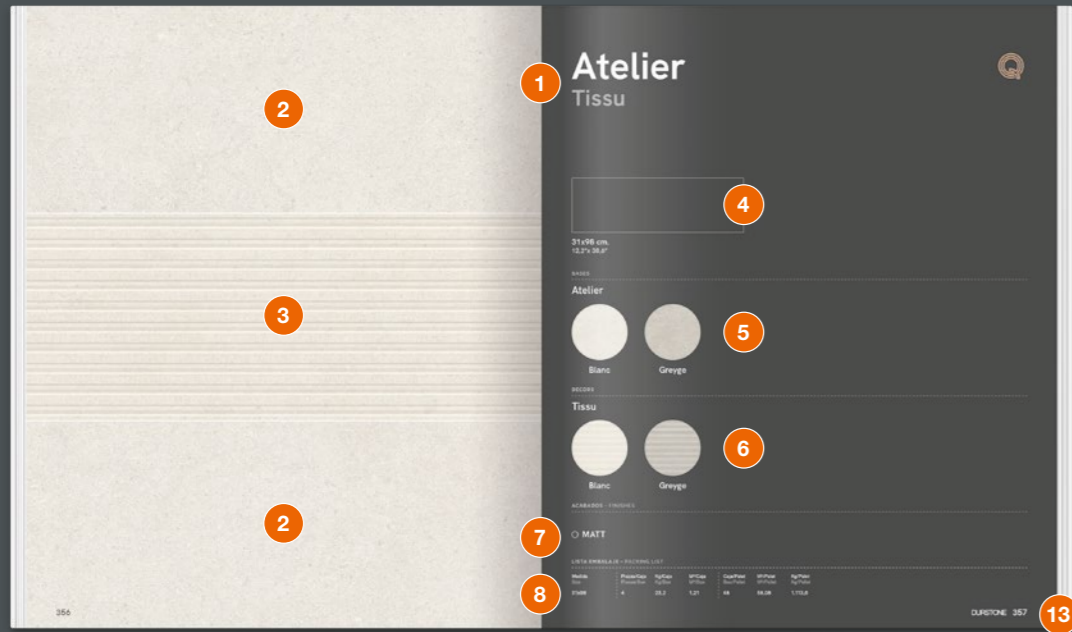 2
3
2
356
1
Atelier
Tissu
4
31x98 cm.
12,2"x 38,6"
BASES
Atelier
5
Blanc Greyge
DECORS
Tissu
6
Blanc Greyge
ACABADOS - FINISHES
7
MATT
LISTA EMBALAJE - PACKING LIST
8
31x98 4 1,21
DURSTONE 357
13